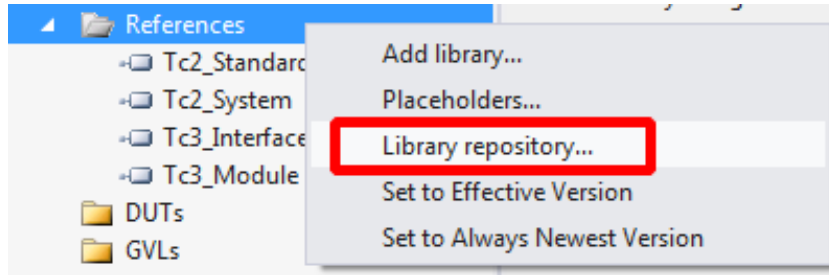 References
Tc2_Standard
Tc2_System
Tc3_Interface
Tc3_Module
DUTs
GVLs
Add library...
Placeholders...
Library repository...
Set to Effective Version
Set to Always Newest Version